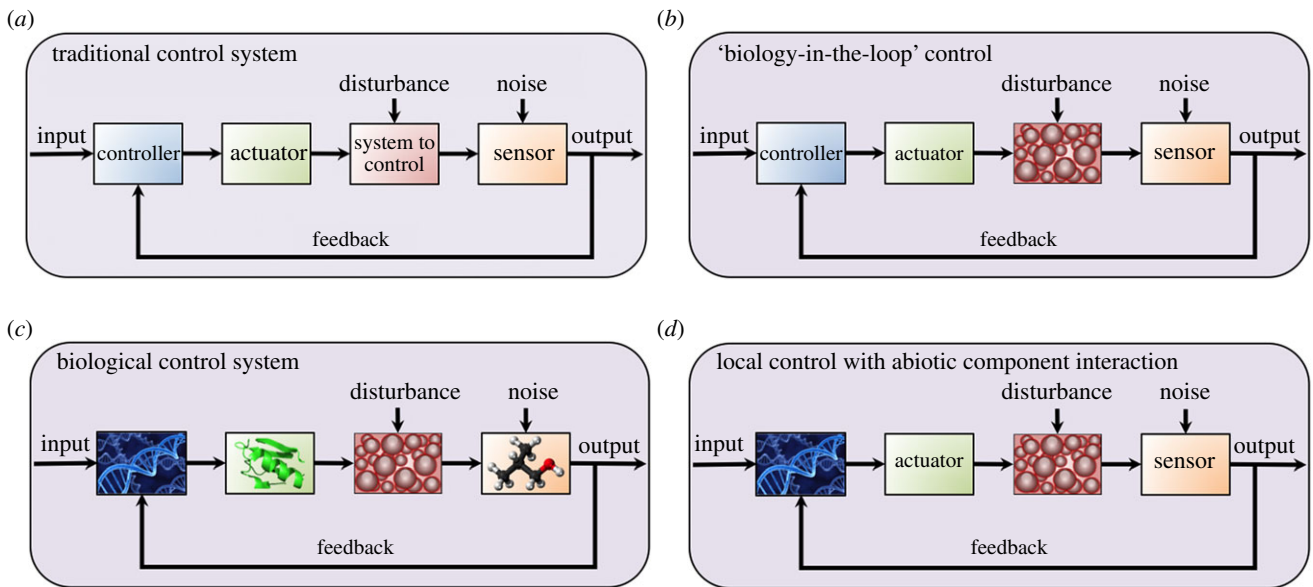 (a)
traditional control system
disturbance
noise
input
controller
actuator
system to
control
sensor
output
feedback
(b)
‘biology-in-the-loop’ control
disturbance
noise
input
controller
actuator
sensor
output
feedback
(c)
biological control system
disturbance
noise
input
output
feedback
(d)
local control with abiotic component interaction
disturbance
noise
input
actuator
sensor
output
feedback